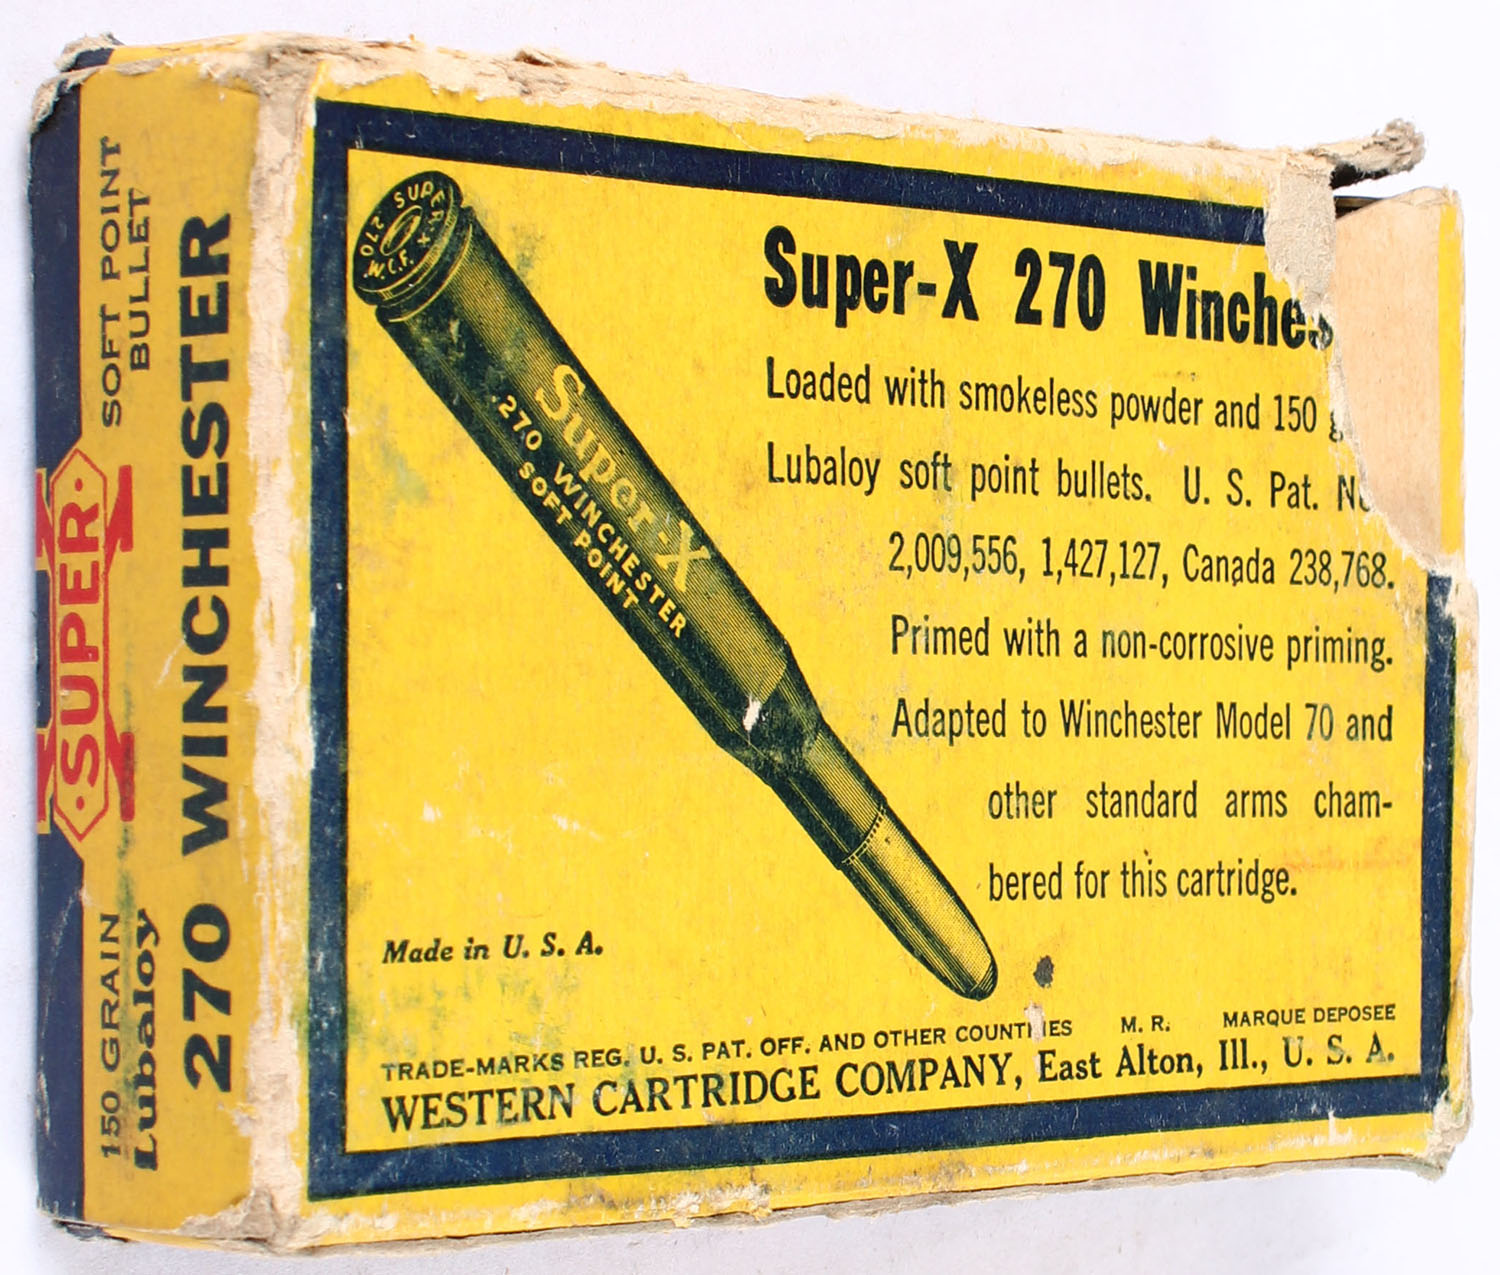 SOFT POINT
BULLET
SUPER
X
150 GRAIN
Lubaloy
270 WINCHESTER
270 SUPER-X
W.C.F.
Super-X
.270 WINCHESTER
SOFT POINT
Super-X 270 Winches
Loaded with smokeless powder and 150 g
Lubaloy soft point bullets. U. S. Pat. N
2,009,556, 1,427,127, Canada 238,768.
Primed with a non-corrosive priming.
Adapted to Winchester Model 70 and
other standard arms cham-
bered for this cartridge.
Made in U. S. A.
TRADE-MARKS REG. U. S. PAT. OFF. AND OTHER COUNTRIES M. R. MARQUE DEPOSEE
WESTERN CARTRIDGE COMPANY, East Alton, Ill., U. S. A.